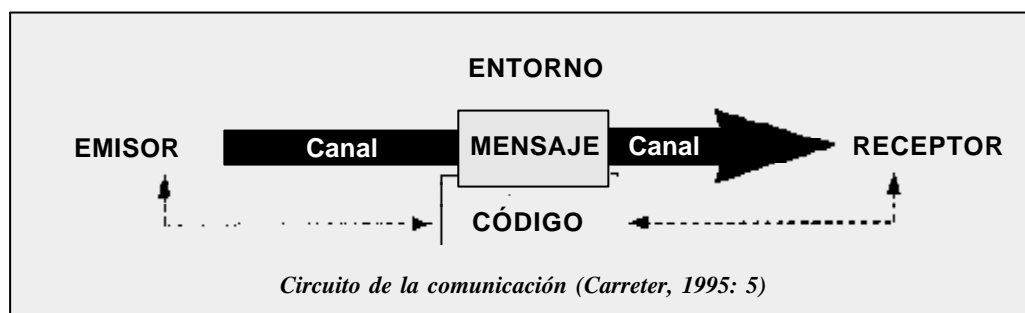 ENTORNO
EMISOR Canal MENSAJE Canal RECEPTOR
CÓDIGO
Circuito de la comunicación (Carreter, 1995: 5)